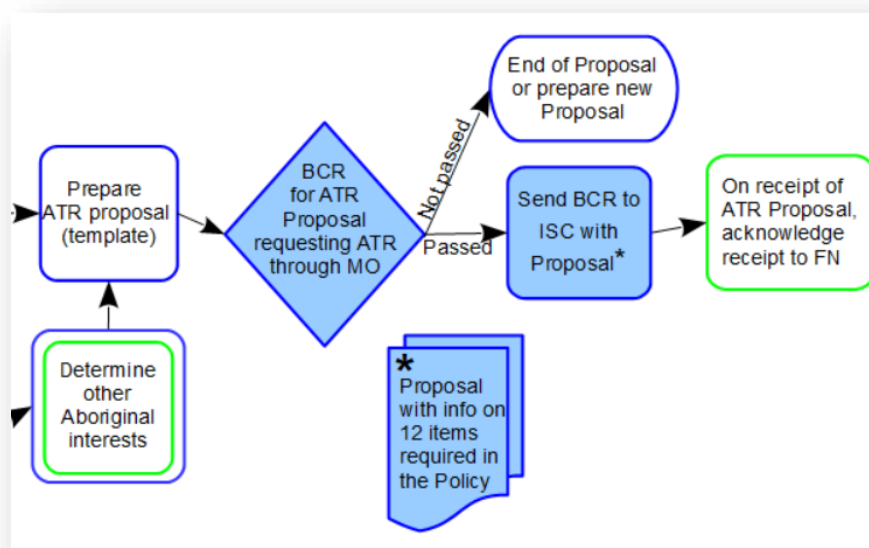 End of Proposal
or prepare new
Proposal
Prepare
ATR proposal
(template)
BCR
for ATR
Proposal
requesting ATR
through MO
Not passed
Passed
Send BCR to
ISC with
Proposal*
On receipt of
ATR Proposal,
acknowledge
receipt to FN
Determine
other
Aboriginal
interests
*
Proposal
with info on
12 items
required in
the Policy